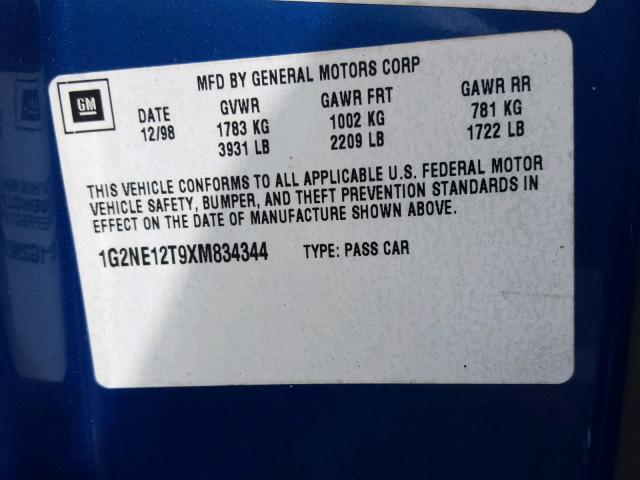 GM
MFD BY GENERAL MOTORS CORP
DATE GVWR GAWR FRT GAWR RR
12/98 1783 KG 1002 KG 781 KG
3931 LB 2209 LB 1722 LB
THIS VEHICLE CONFORMS TO ALL APPLICABLE U.S. FEDERAL MOTOR
VEHICLE SAFETY, BUMPER, AND THEFT PREVENTION STANDARDS IN
EFFECT ON THE DATE OF MANUFACTURE SHOWN ABOVE.
1G2NE12T9XM834344 TYPE: PASS CAR